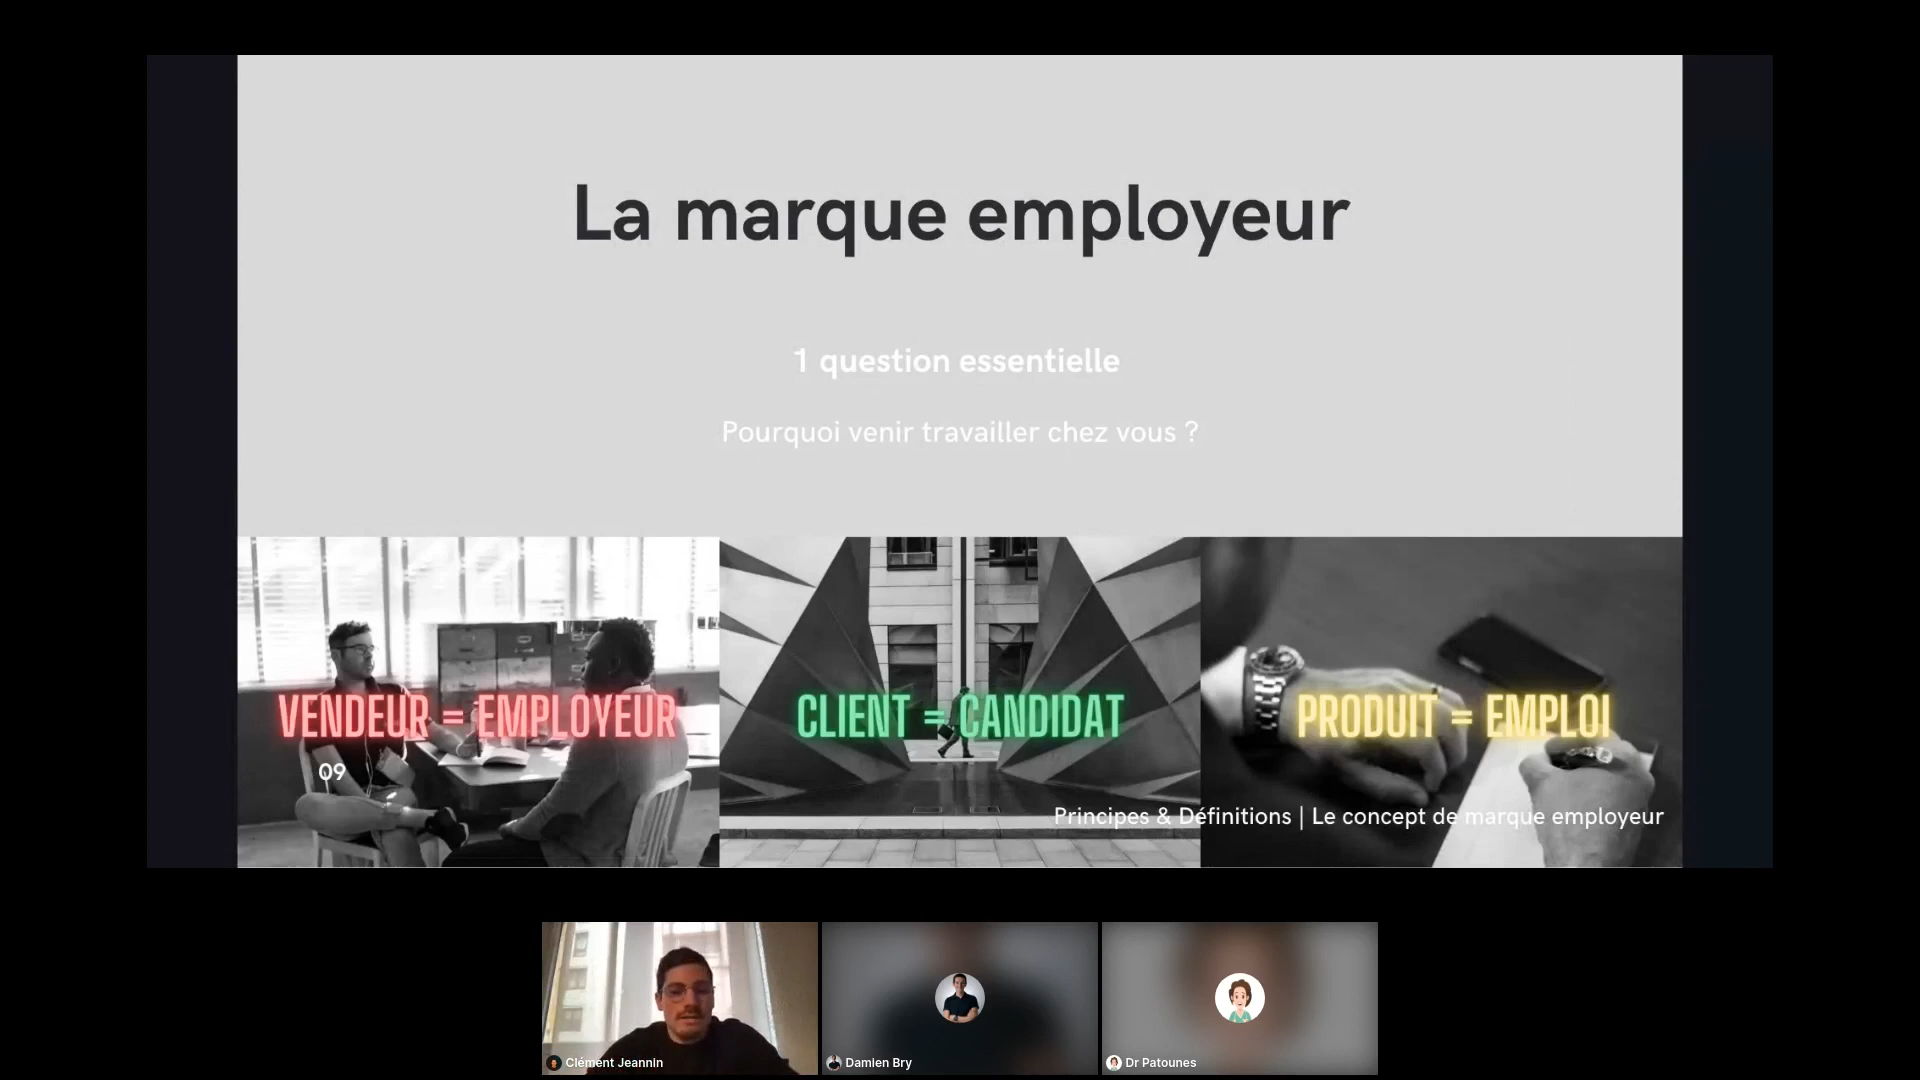 La marque employeur
1 question essentielle
Pourquoi venir travailler chez vous ?
VENDEUR = EMPLOYEUR
CLIENT = CANDIDAT
PRODUIT = EMPLOI
09
Principes & Définitions | Le concept de marque employeur
Clément Jeannin
Damien Bry
Dr Patounes